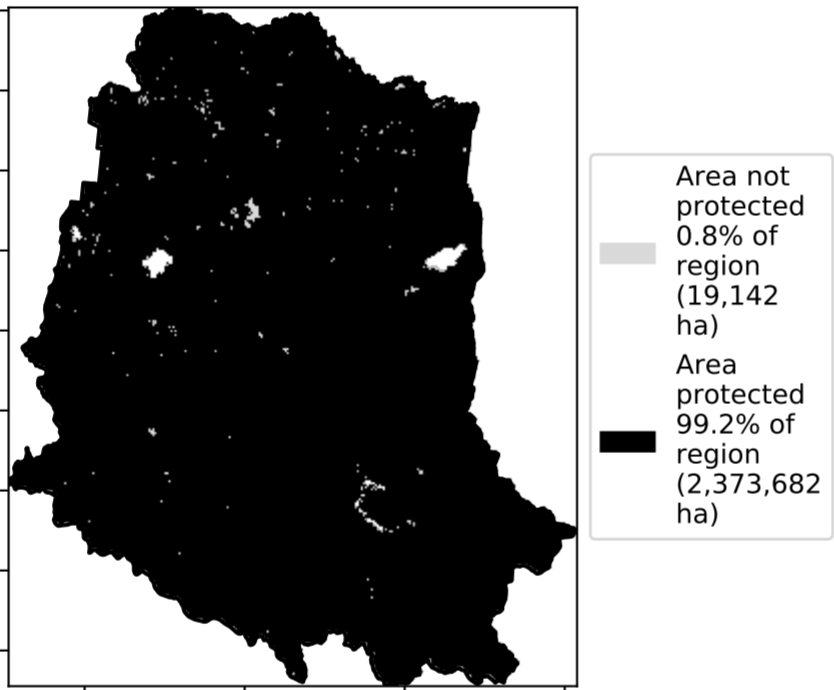 Area not
protected
0.8% of
region
(19,142
ha)
Area
protected
99.2% of
region
(2,373,682
ha)